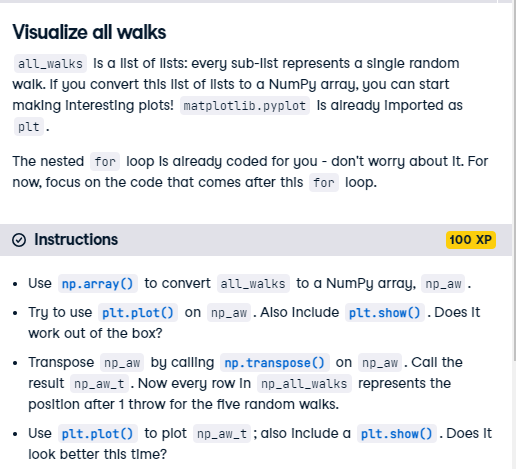 Visualize all walks
all_walks is a list of lists: every sub-list represents a single random
walk. If you convert this list of lists to a NumPy array, you can start
making interesting plots! matplotlib.pyplot is already imported as
plt .
The nested for loop is already coded for you - don't worry about it. For
now, focus on the code that comes after this for loop.
Instructions 100 XP
• Use np.array() to convert all_walks to a NumPy array, np_aw .
• Try to use plt.plot() on np_aw . Also include plt.show() . Does it
work out of the box?
• Transpose np_aw by calling np.transpose() on np_aw . Call the
result np_aw_t . Now every row in np_all_walks represents the
position after 1 throw for the five random walks.
• Use plt.plot() to plot np_aw_t ; also include a plt.show() . Does it
look better this time?